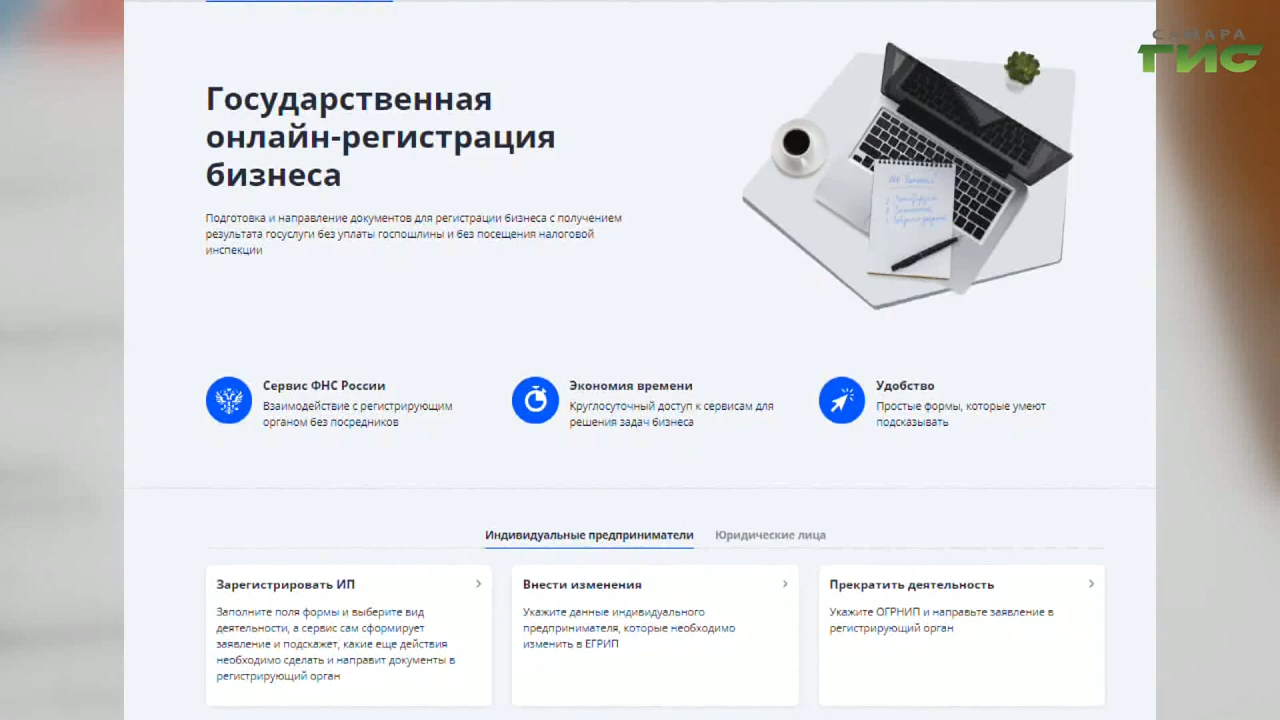 САМАРА
ГИС
Государственная
онлайн-регистрация
бизнеса
Подготовка и направление документов для регистрации бизнеса с получением
результата госуслуги без уплаты госпошлины и без посещения налоговой
инспекции
Сервис ФНС России
Взаимодействие с регистрирующим
органом без посредников
Экономия времени
Круглосуточный доступ к сервисам для
решения задач бизнеса
Удобство
Простые формы, которые умеют
подсказывать
Индивидуальные предприниматели
Юридические лица
Зарегистрировать ИП
Заполните поля формы и выберите вид
деятельности, а сервис сам сформирует
заявление и подскажет, какие еще действия
необходимо сделать и направит документы в
регистрирующий орган
Внести изменения
Укажите данные индивидуального
предпринимателя, которые необходимо
изменить в ЕГРИП
Прекратить деятельность
Укажите ОГРНИП и направьте заявление в
регистрирующий орган